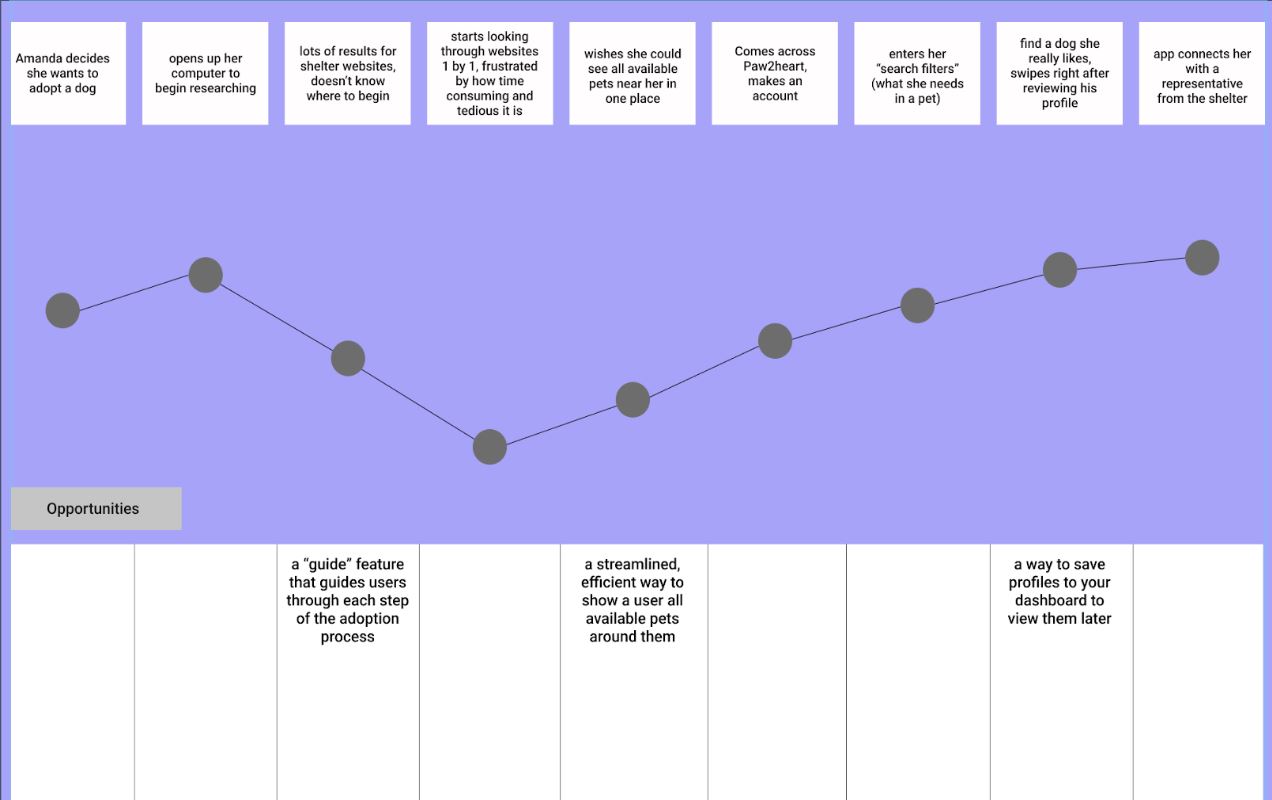 Amanda decides
she wants to
adopt a dog
opens up her
computer to
begin researching
lots of results for
shelter websites,
doesn't know
where to begin
starts looking
through websites
1 by 1, frustrated
by how time
consuming and
tedious it is
wishes she could
see all available
pets near her in
one place
Comes across
Paw2heart,
makes an
account
enters her
“search filters”
(what she needs
in a pet)
find a dog she
really likes,
swipes right after
reviewing his
profile
app connects her
with a
representative
from the shelter
Opportunities
a “guide” feature
that guides users
through each step
of the adoption
process
a streamlined,
efficient way to
show a user all
available pets
around them
a way to save
profiles to your
dashboard to
view them later